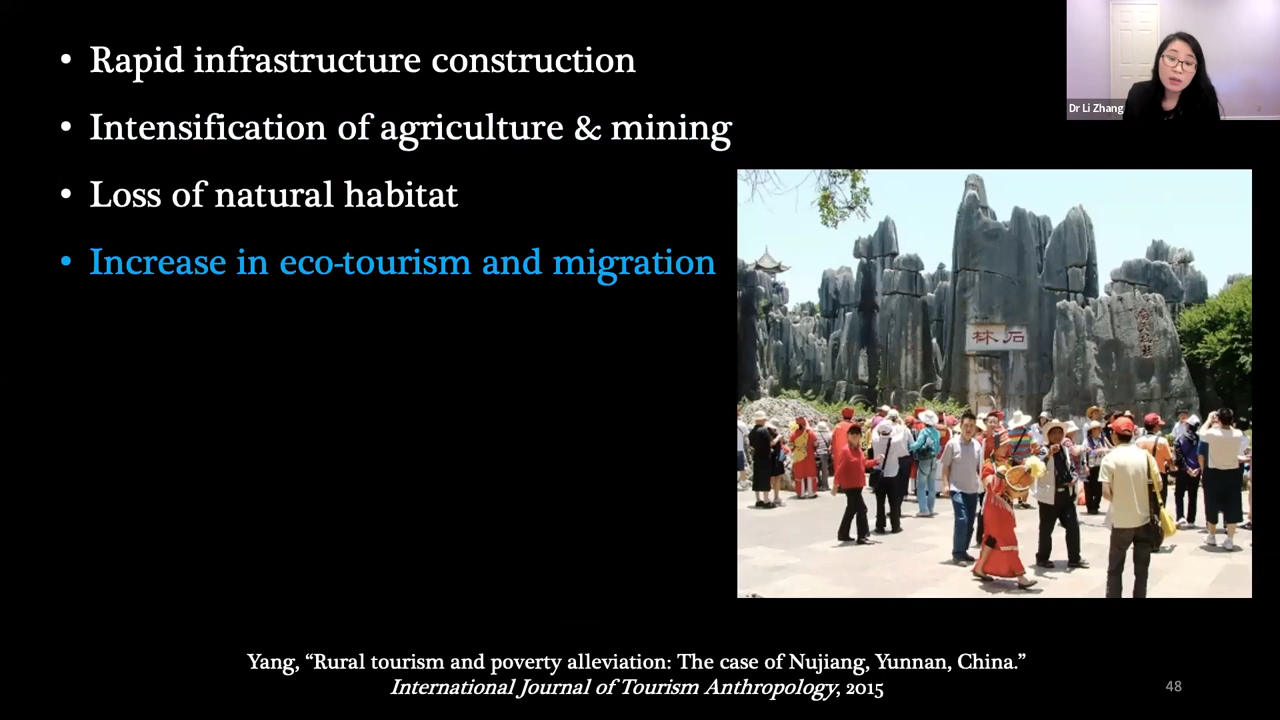 • Rapid infrastructure construction
• Intensification of agriculture & mining
• Loss of natural habitat
• Increase in eco-tourism and migration
Dr Li Zhang
林石
Yang, “Rural tourism and poverty alleviation: The case of Nujiang, Yunnan, China.”
International Journal of Tourism Anthropology, 2015
48